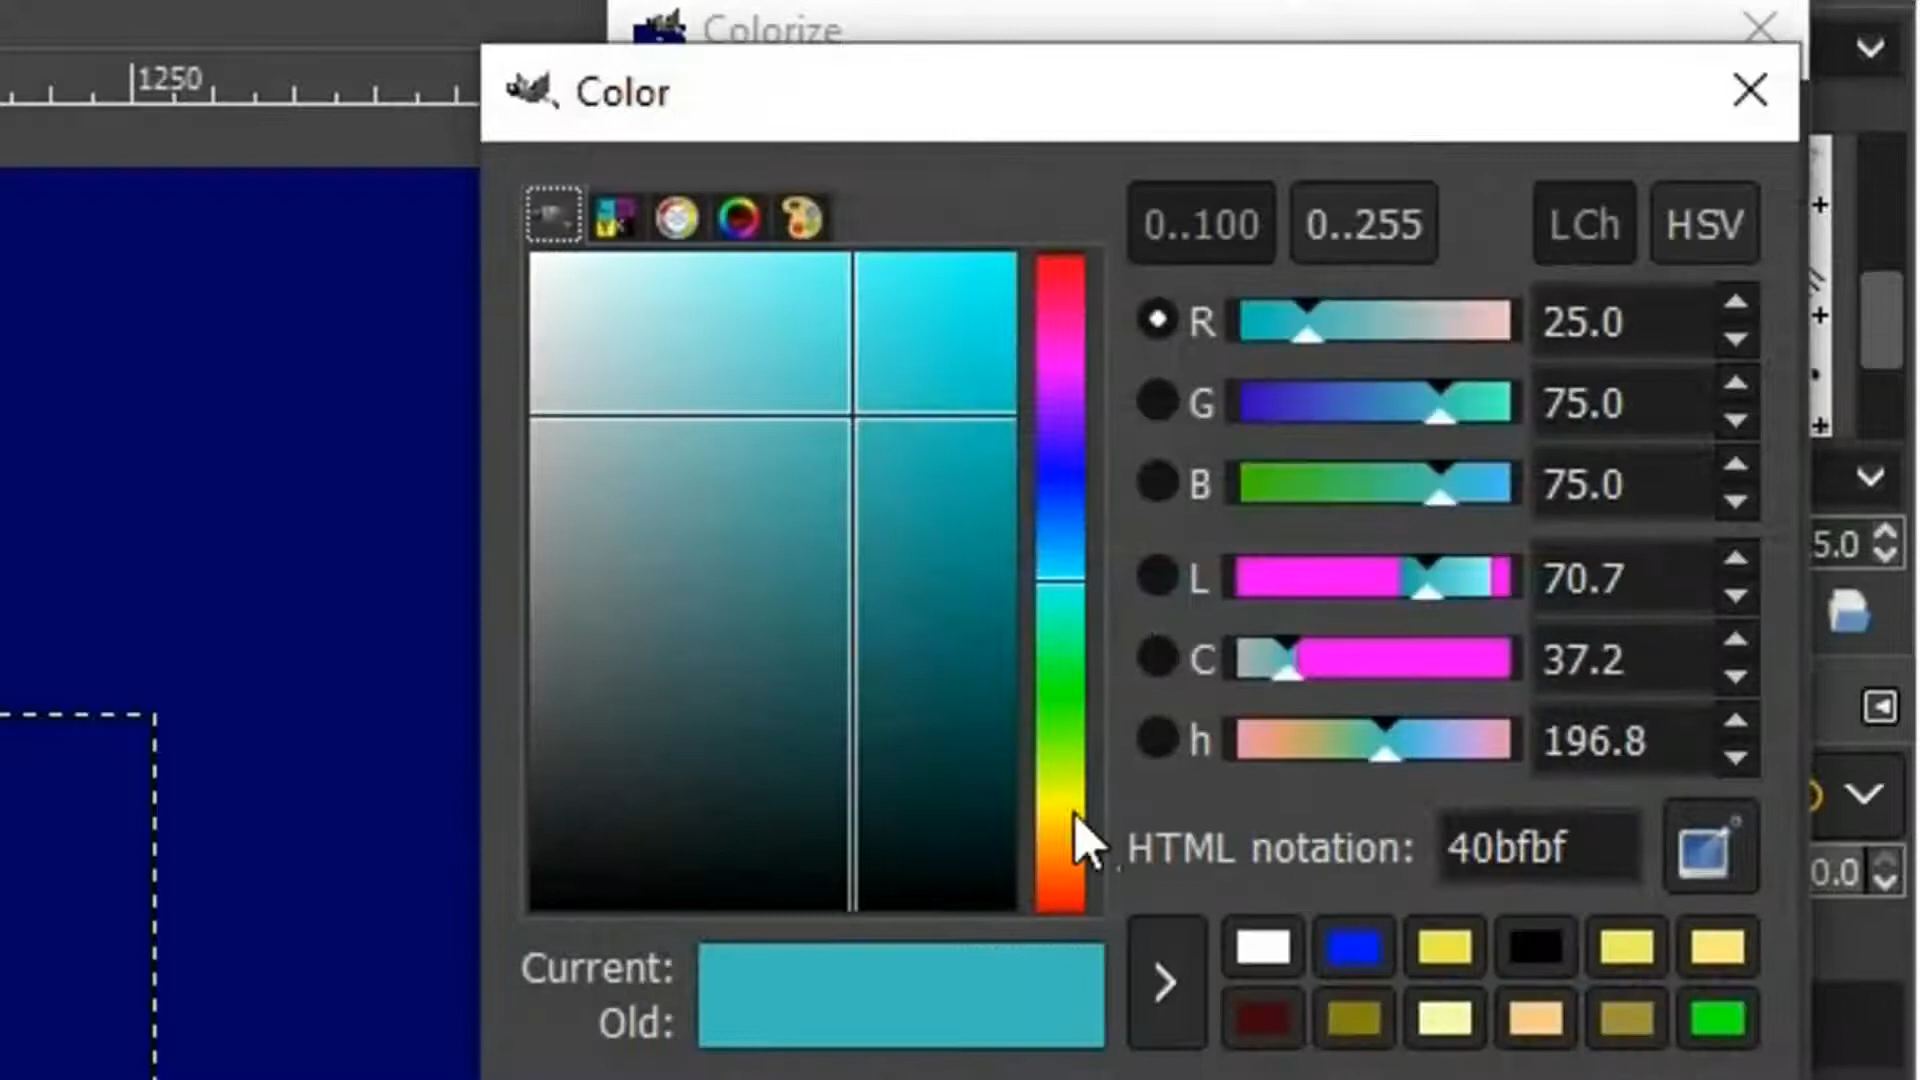 Colorize
1250
Color
0..100 0..255 LCh HSV
R 25.0
G 75.0
B 75.0
5.0
L 70.7
C 37.2
h 196.8
HTML notation: 40bfbf
0.0
Current:
Old: